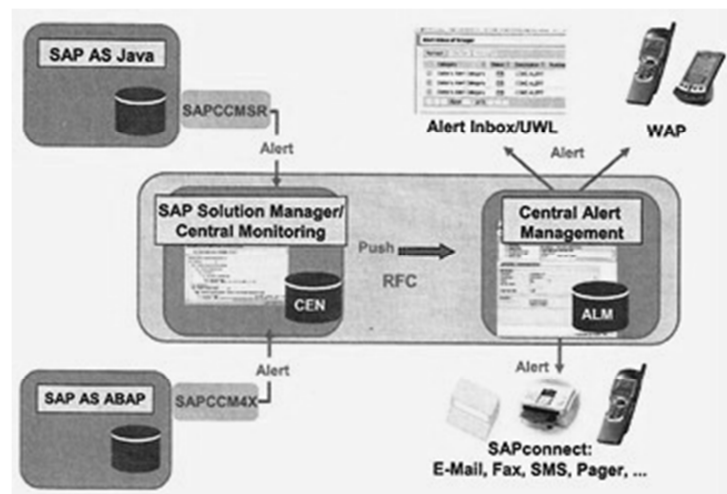 SAP AS Java
SAPCCMSR
Alert
Alert Inbox/UWL
WAP
Alert
SAP Solution Manager/
Central Monitoring
CEN
Push
RFC
Central Alert
Management
ALM
Alert
SAP AS ABAP
SAPCCM4X
Alert
SAPconnect:
E-Mail, Fax, SMS, Pager, ...